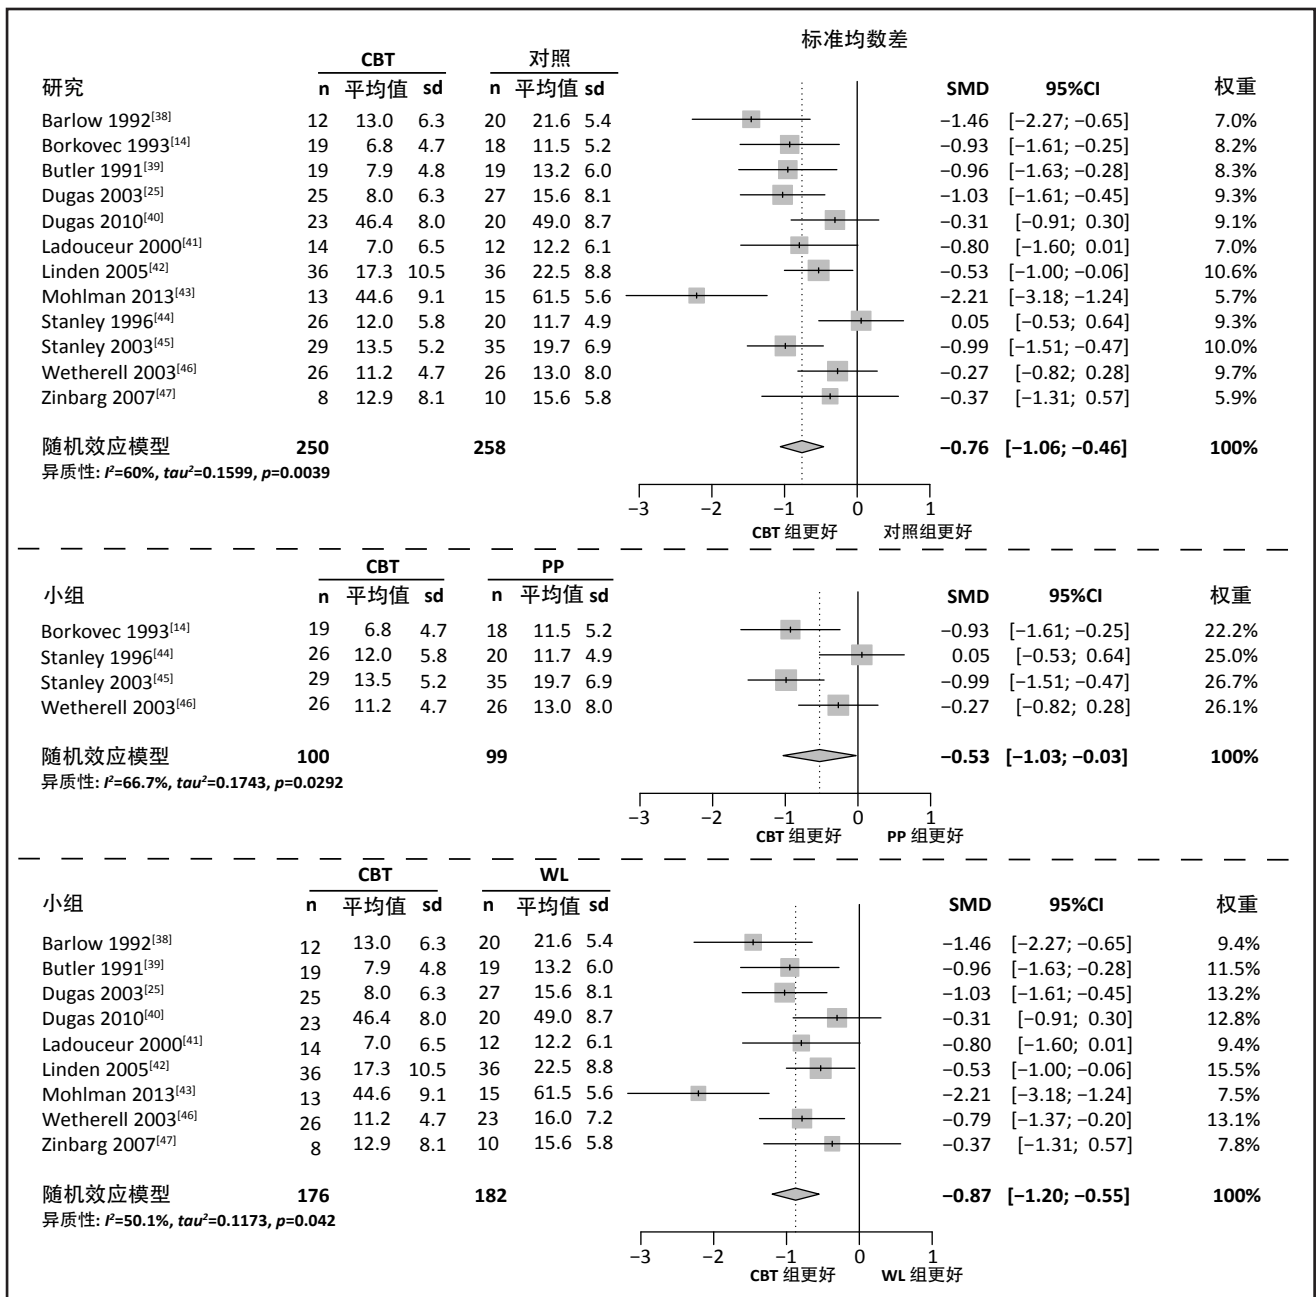 标准均数差
CBT 对照
研究 n 平均值 sd n 平均值 sd SMD 95%CI 权重
Barlow 1992[38] 12 13.0 6.3 20 21.6 5.4 −1.46 [−2.27; −0.65] 7.0%
Borkovec 1993[14] 19 6.8 4.7 18 11.5 5.2 −0.93 [−1.61; −0.25] 8.2%
Butler 1991[39] 19 7.9 4.8 19 13.2 6.0 −0.96 [−1.63; −0.28] 8.3%
Dugas 2003[25] 25 8.0 6.3 27 15.6 8.1 −1.03 [−1.61; −0.45] 9.3%
Dugas 2010[40] 23 46.4 8.0 20 49.0 8.7 −0.31 [−0.91; 0.30] 9.1%
Ladouceur 2000[41] 14 7.0 6.5 12 12.2 6.1 −0.80 [−1.60; 0.01] 7.0%
Linden 2005[42] 36 17.3 10.5 36 22.5 8.8 −0.53 [−1.00; −0.06] 10.6%
Mohlman 2013[43] 13 44.6 9.1 15 61.5 5.6 −2.21 [−3.18; −1.24] 5.7%
Stanley 1996[44] 26 12.0 5.8 20 11.7 4.9 0.05 [−0.53; 0.64] 9.3%
Stanley 2003[45] 29 13.5 5.2 35 19.7 6.9 −0.99 [−1.51; −0.47] 10.0%
Wetherell 2003[46] 26 11.2 4.7 26 13.0 8.0 −0.27 [−0.82; 0.28] 9.7%
Zinbarg 2007[47] 8 12.9 8.1 10 15.6 5.8 −0.37 [−1.31; 0.57] 5.9%
随机效应模型 250 258 −0.76 [−1.06; −0.46] 100%
异质性: I²=60%, tau²=0.1599, p=0.0039
−3 −2 −1 0 1
CBT 组更好 对照组更好
CBT PP
小组 n 平均值 sd n 平均值 sd SMD 95%CI 权重
Borkovec 1993[14] 19 6.8 4.7 18 11.5 5.2 −0.93 [−1.61; −0.25] 22.2%
Stanley 1996[44] 26 12.0 5.8 20 11.7 4.9 0.05 [−0.53; 0.64] 25.0%
Stanley 2003[45] 29 13.5 5.2 35 19.7 6.9 −0.99 [−1.51; −0.47] 26.7%
Wetherell 2003[46] 26 11.2 4.7 26 13.0 8.0 −0.27 [−0.82; 0.28] 26.1%
随机效应模型 100 99 −0.53 [−1.03; −0.03] 100%
异质性: I²=66.7%, tau²=0.1743, p=0.0292
−3 −2 −1 0 1
CBT 组更好 PP 组更好
CBT WL
小组 n 平均值 sd n 平均值 sd SMD 95%CI 权重
Barlow 1992[38] 12 13.0 6.3 20 21.6 5.4 −1.46 [−2.27; −0.65] 9.4%
Butler 1991[39] 19 7.9 4.8 19 13.2 6.0 −0.96 [−1.63; −0.28] 11.5%
Dugas 2003[25] 25 8.0 6.3 27 15.6 8.1 −1.03 [−1.61; −0.45] 13.2%
Dugas 2010[40] 23 46.4 8.0 20 49.0 8.7 −0.31 [−0.91; 0.30] 12.8%
Ladouceur 2000[41] 14 7.0 6.5 12 12.2 6.1 −0.80 [−1.60; 0.01] 9.4%
Linden 2005[42] 36 17.3 10.5 36 22.5 8.8 −0.53 [−1.00; −0.06] 15.5%
Mohlman 2013[43] 13 44.6 9.1 15 61.5 5.6 −2.21 [−3.18; −1.24] 7.5%
Wetherell 2003[46] 26 11.2 4.7 23 16.0 7.2 −0.79 [−1.37; −0.20] 13.1%
Zinbarg 2007[47] 8 12.9 8.1 10 15.6 5.8 −0.37 [−1.31; 0.57] 7.8%
随机效应模型 176 182 −0.87 [−1.20; −0.55] 100%
异质性: I²=50.1%, tau²=0.1173, p=0.042
−3 −2 −1 0 1
CBT 组更好 WL 组更好